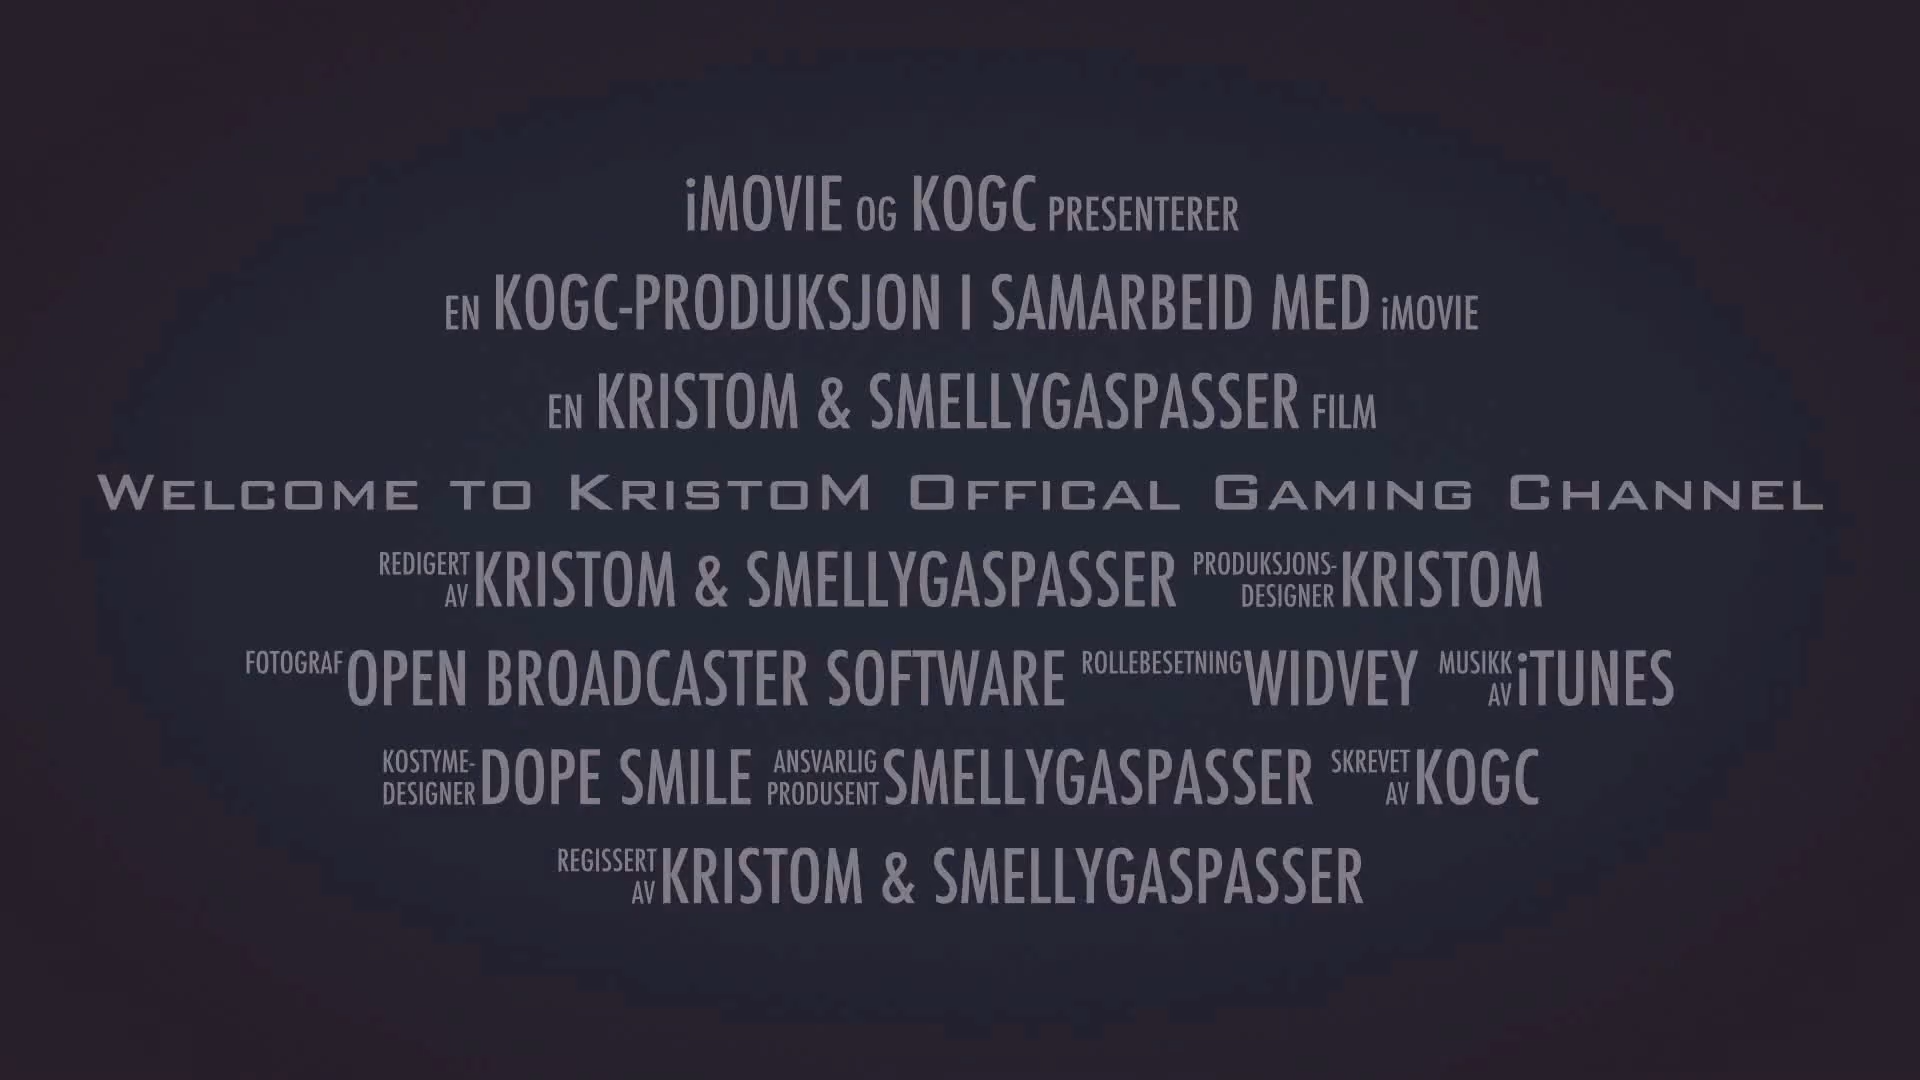 iMOVIE OG KOGC PRESENTERER
EN KOGC-PRODUKSJON I SAMARBEID MED iMOVIE
EN KRISTOM & SMELLYGASPASSER FILM
WELCOME TO KRISTOM OFFICAL GAMING CHANNEL
REDIGERT AV KRISTOM & SMELLYGASPASSER PRODUKSJONS-DESIGNER KRISTOM
FOTOGRAF OPEN BROADCASTER SOFTWARE ROLLEBESETNING WIDVEY MUSIKK AV iTUNES
KOSTYME-DESIGNER DOPE SMILE ANSVARLIG PRODUSENT SMELLYGASPASSER SKREVET AV KOGC
REGISSERT AV KRISTOM & SMELLYGASPASSER